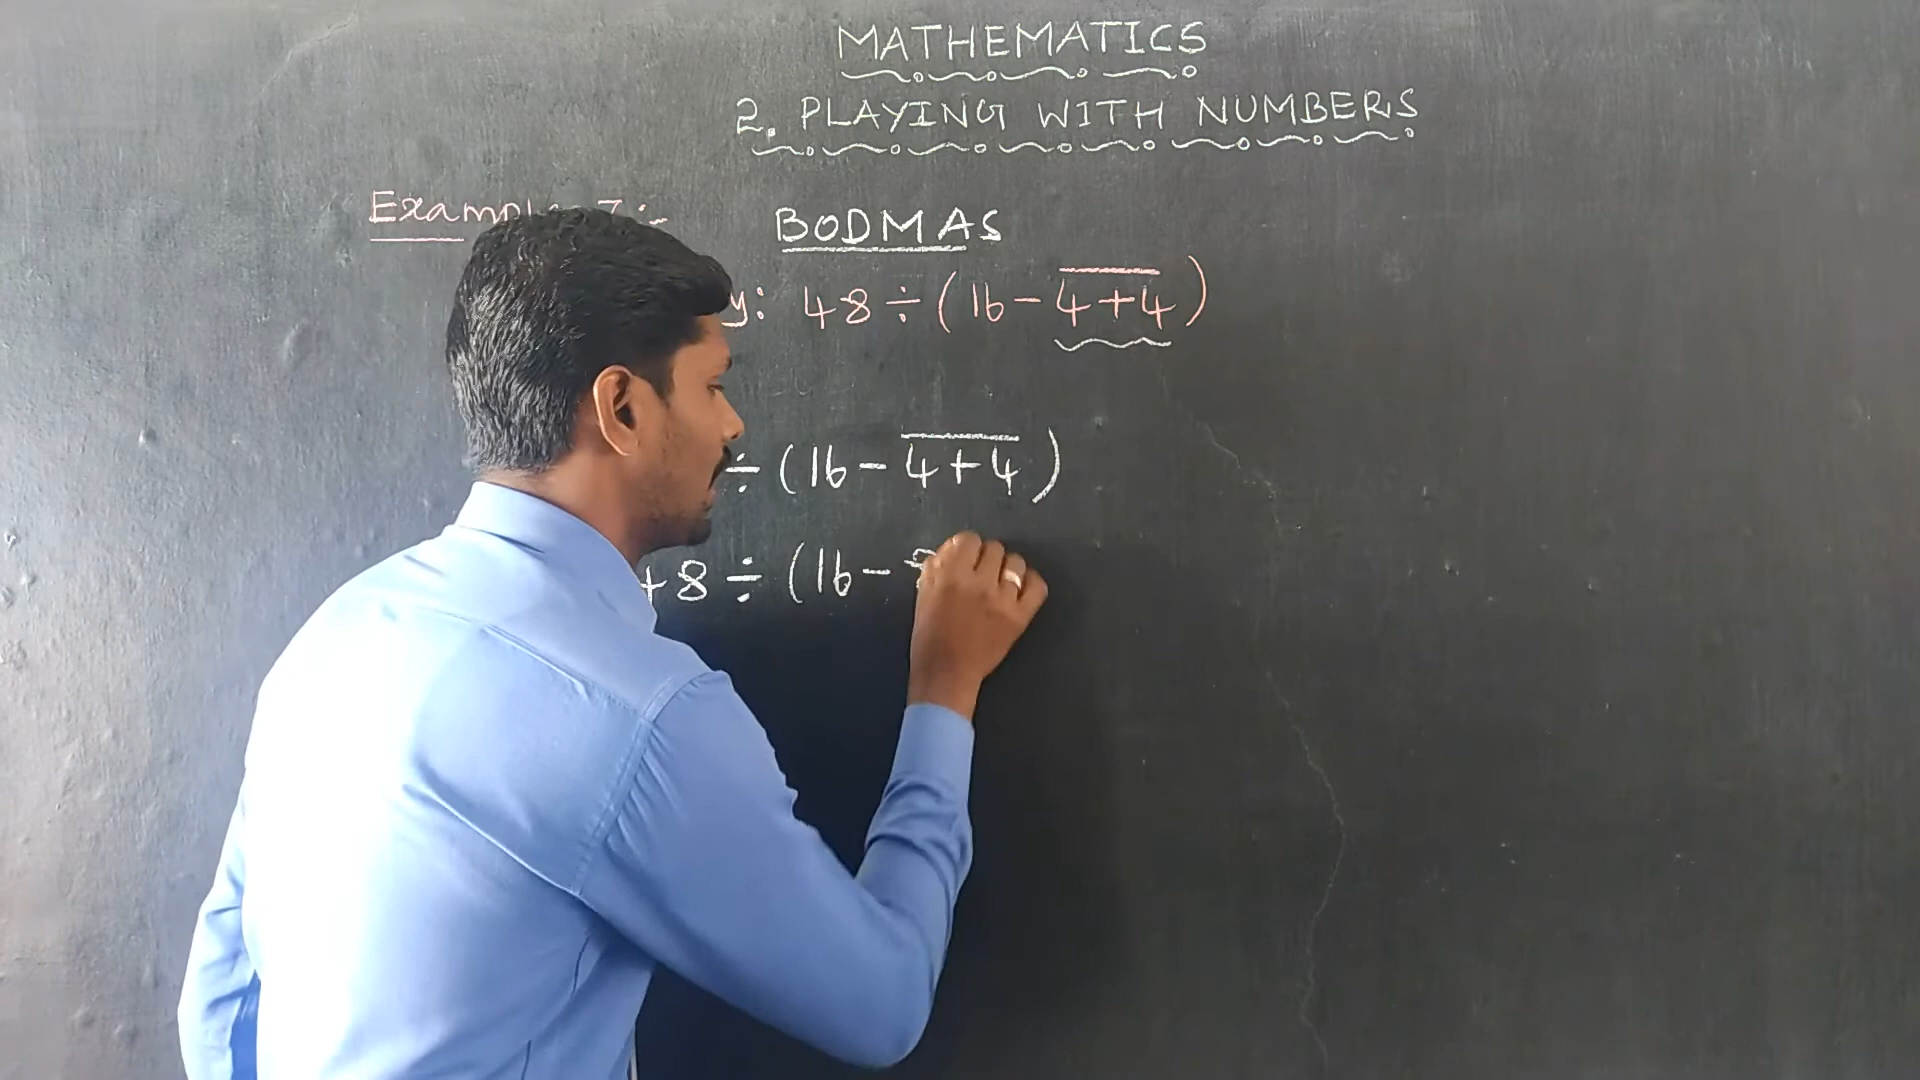 MATHEMATICS
2. PLAYING WITH NUMBERS
BODMAS
48 ÷ (16 - 4 + 4)
÷ (16 - 4 + 4)
8 ÷ (16 -